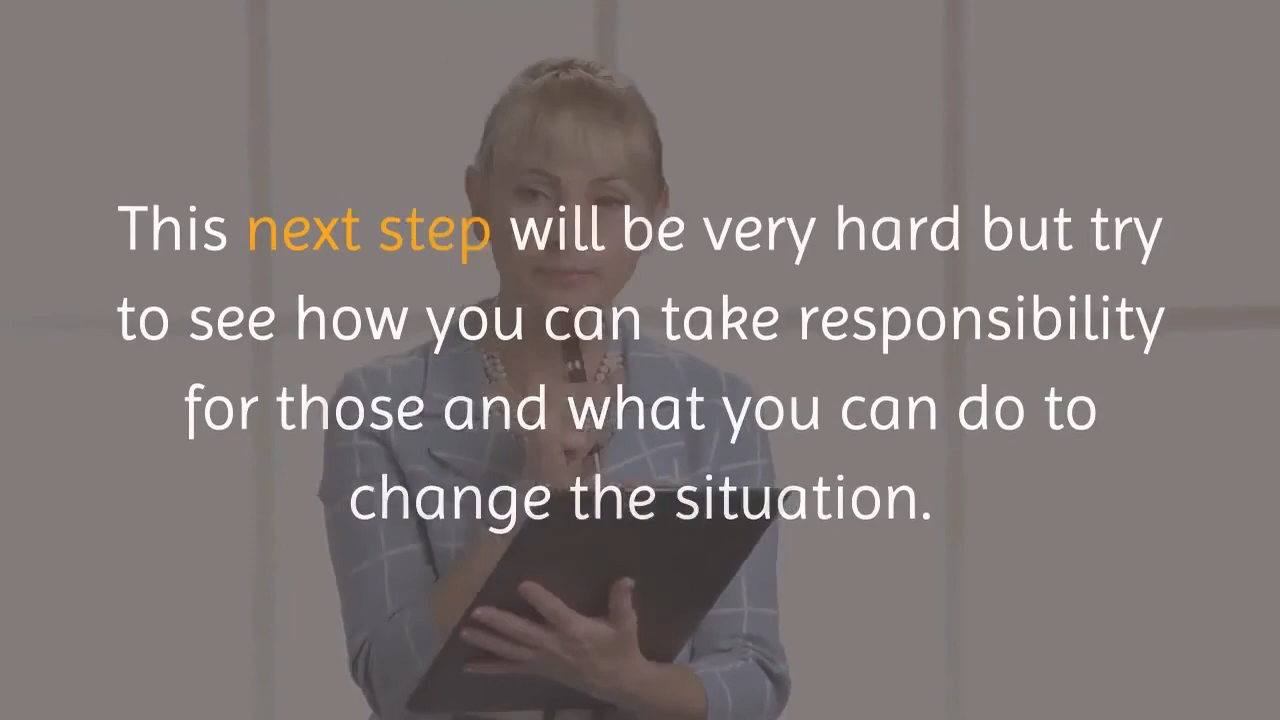 This next step will be very hard but try
to see how you can take responsibility
for those and what you can do to
change the situation.